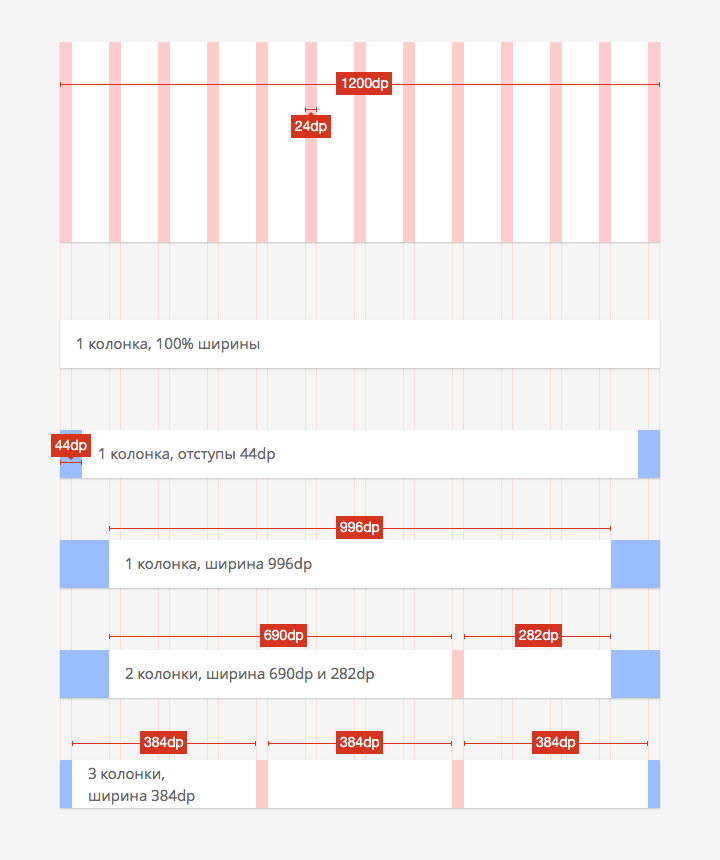 1200dp
24dp
1 колонка, 100% ширины
44dp
1 колонка, отступы 44dp
996dp
1 колонка, ширина 996dp
690dp
282dp
2 колонки, ширина 690dp и 282dp
384dp
384dp
384dp
3 колонки,
ширина 384dp